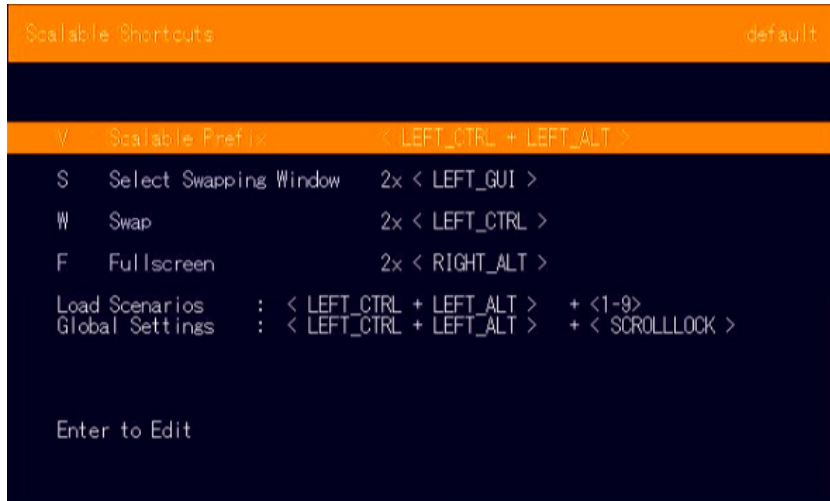 Scalable Shortcuts default
V Scalable Prefix < LEFT_CTRL + LEFT_ALT >
S Select Swapping Window 2x < LEFT_GUI >
W Swap 2x < LEFT_CTRL >
F Fullscreen 2x < RIGHT_ALT >
Load Scenarios : < LEFT_CTRL + LEFT_ALT > + <1-9>
Global Settings : < LEFT_CTRL + LEFT_ALT > + < SCROLLLOCK >
Enter to Edit